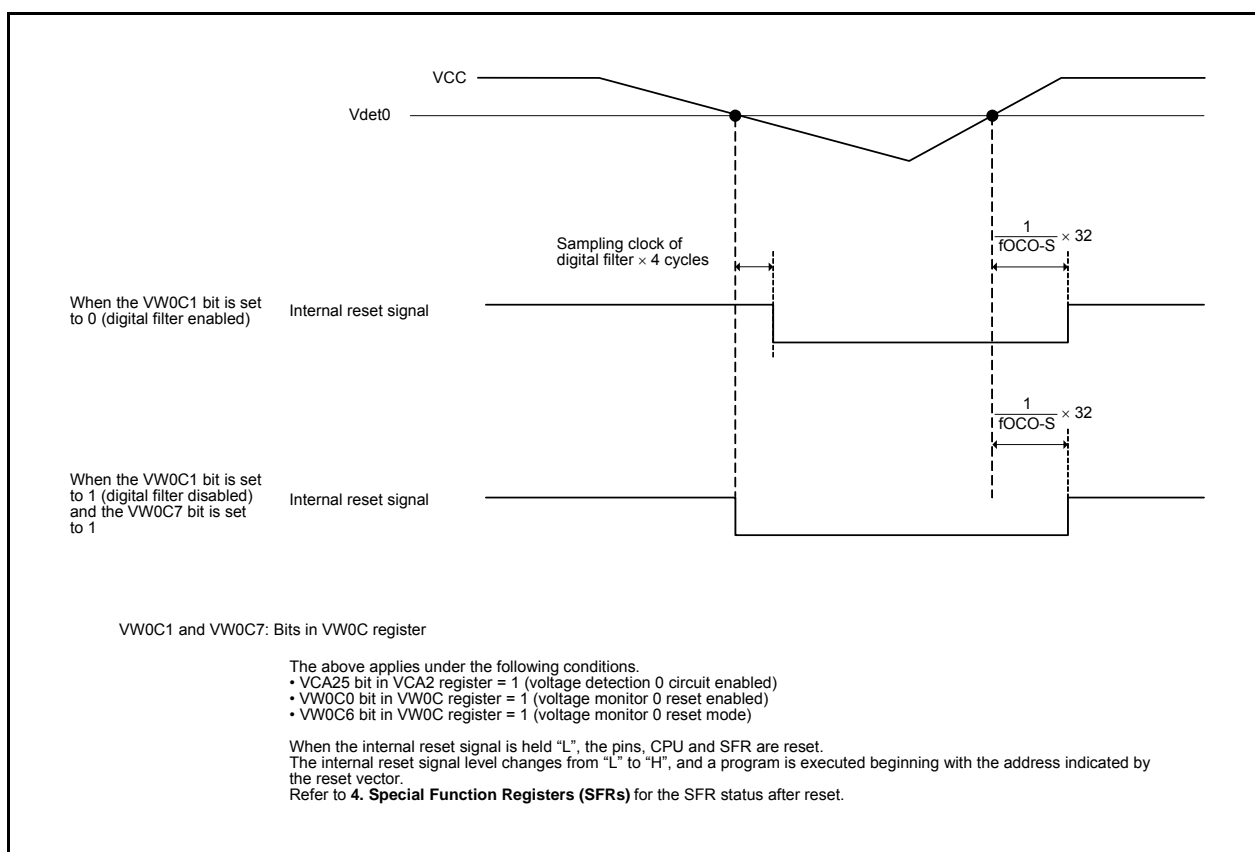 VCC
Vdet0
1
fOCO-S × 32
Sampling clock of
digital filter × 4 cycles
When the VW0C1 bit is set
to 0 (digital filter enabled)
Internal reset signal
1
fOCO-S × 32
When the VW0C1 bit is set
to 1 (digital filter disabled)
and the VW0C7 bit is set
to 1
Internal reset signal
VW0C1 and VW0C7: Bits in VW0C register
The above applies under the following conditions.
• VCA25 bit in VCA2 register = 1 (voltage detection 0 circuit enabled)
• VW0C0 bit in VW0C register = 1 (voltage monitor 0 reset enabled)
• VW0C6 bit in VW0C register = 1 (voltage monitor 0 reset mode)
When the internal reset signal is held “L”, the pins, CPU and SFR are reset.
The internal reset signal level changes from “L” to “H”, and a program is executed beginning with the address indicated by
the reset vector.
Refer to 4. Special Function Registers (SFRs) for the SFR status after reset.